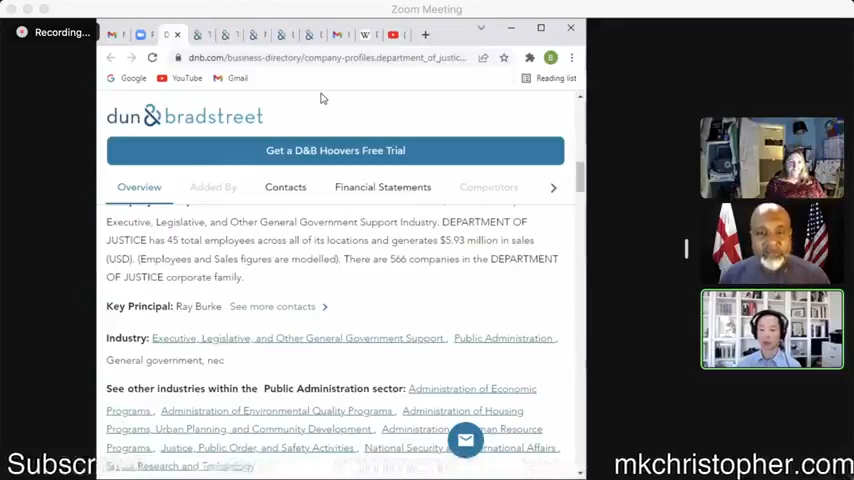 Zoom Meeting
Recording...
D
dnb.com/business-directory/company-profiles.department_of_justic...
B
Google YouTube Gmail Reading list
dun & bradstreet
Get a D&B Hoovers Free Trial
Overview Added By Contacts Financial Statements Competitors
Executive, Legislative, and Other General Government Support Industry. DEPARTMENT OF
JUSTICE has 45 total employees across all of its locations and generates $5.93 million in sales
(USD). (Employees and Sales figures are modelled). There are 566 companies in the DEPARTMENT
OF JUSTICE corporate family.
Key Principal: Ray Burke See more contacts
Industry: Executive, Legislative, and Other General Government Support , Public Administration ,
General government, nec
See other industries within the Public Administration sector: Administration of Economic
Programs , Administration of Environmental Quality Programs , Administration of Housing
Programs, Urban Planning, and Community Development , Resource
Programs , Justice, Public Order, and Safety Activities , National Security Affairs ,
Research and Technology
Subscr
mkchristopher.com